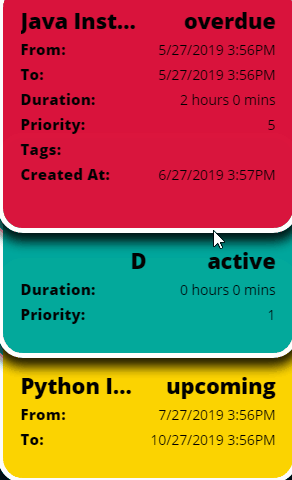 Java Inst... overdue
From: 5/27/2019 3:56PM
To: 5/27/2019 3:56PM
Duration: 2 hours 0 mins
Priority: 5
Tags:
Created At: 6/27/2019 3:57PM
D active
Duration: 0 hours 0 mins
Priority: 1
Python I... upcoming
From: 7/27/2019 3:56PM
To: 10/27/2019 3:56PM